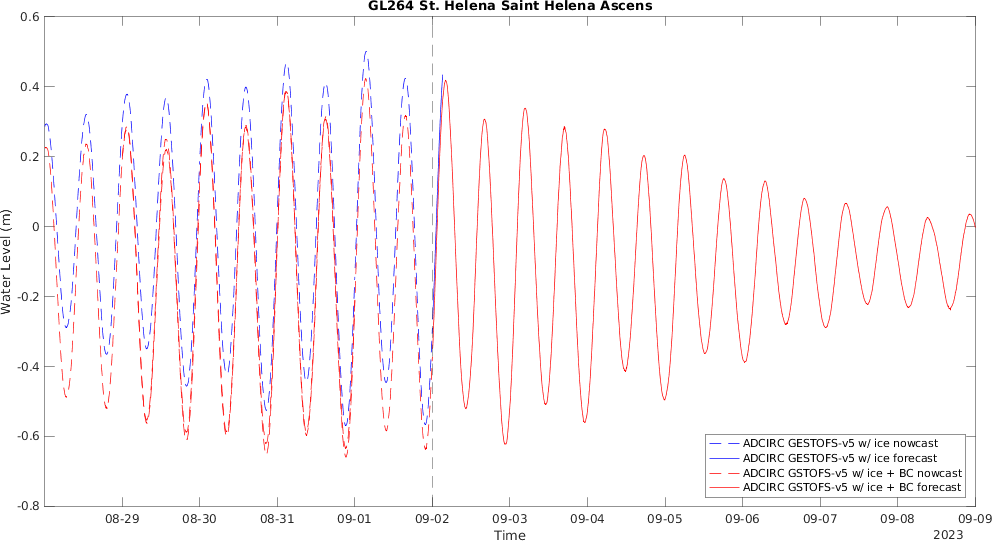 GL264 St. Helena Saint Helena Ascens
0.6
0.4
0.2
0
-0.2
-0.4
-0.6
-0.8
Water Level (m)
ADCIRC GESTOFS-v5 w/ ice nowcast
ADCIRC GESTOFS-v5 w/ ice forecast
ADCIRC GSTOFS-v5 w/ ice + BC nowcast
ADCIRC GSTOFS-v5 w/ ice + BC forecast
08-29 08-30 08-31 09-01 09-02 09-03 09-04 09-05 09-06 09-07 09-08 09-09
Time
2023